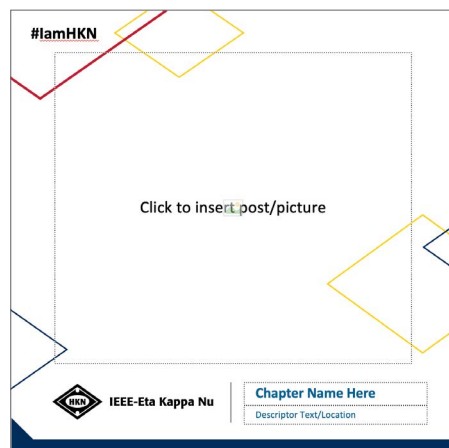 #IamHKN
Click to insert post/picture
HKN
IEEE-Eta Kappa Nu
Chapter Name Here
Descriptor Text/Location